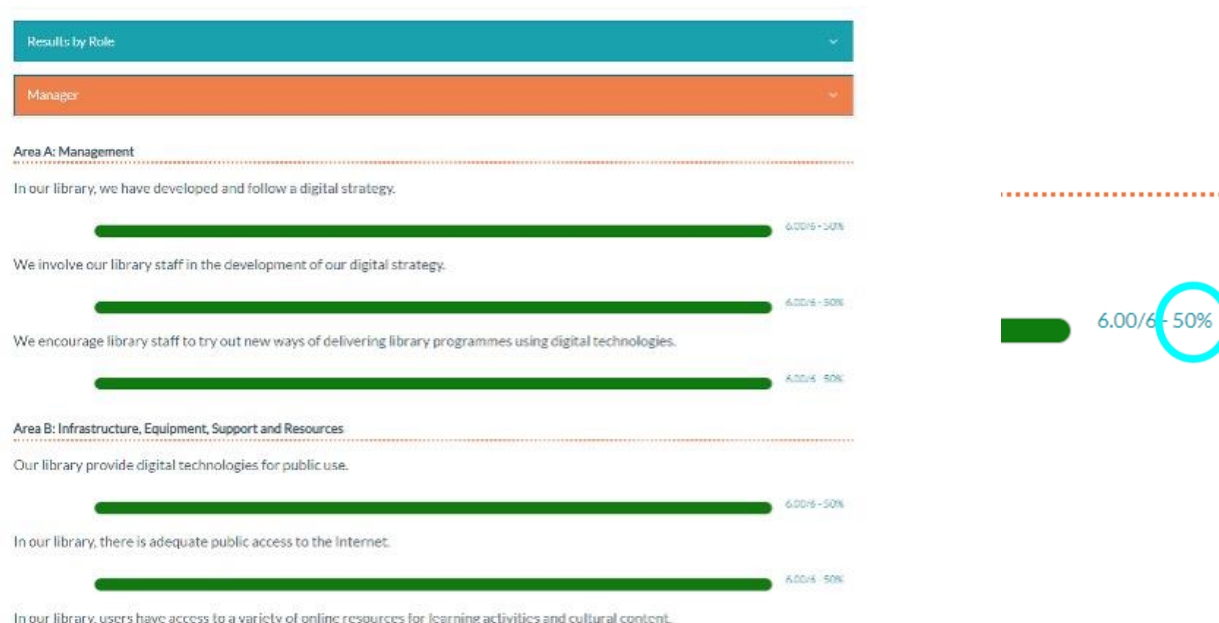 Results by Role
Manager
Area A: Management
In our library, we have developed and follow a digital strategy.
6.00/6 - 50%
We involve our library staff in the development of our digital strategy.
6.00/6 - 50%
We encourage library staff to try out new ways of delivering library programmes using digital technologies.
6.00/6 - 50%
Area B: Infrastructure, Equipment, Support and Resources
Our library provide digital technologies for public use.
6.00/6 - 50%
In our library, there is adequate public access to the Internet.
6.00/6 - 50%
In our library, users have access to a variety of online resources for learning activities and cultural content.
6.00/6 - 50%